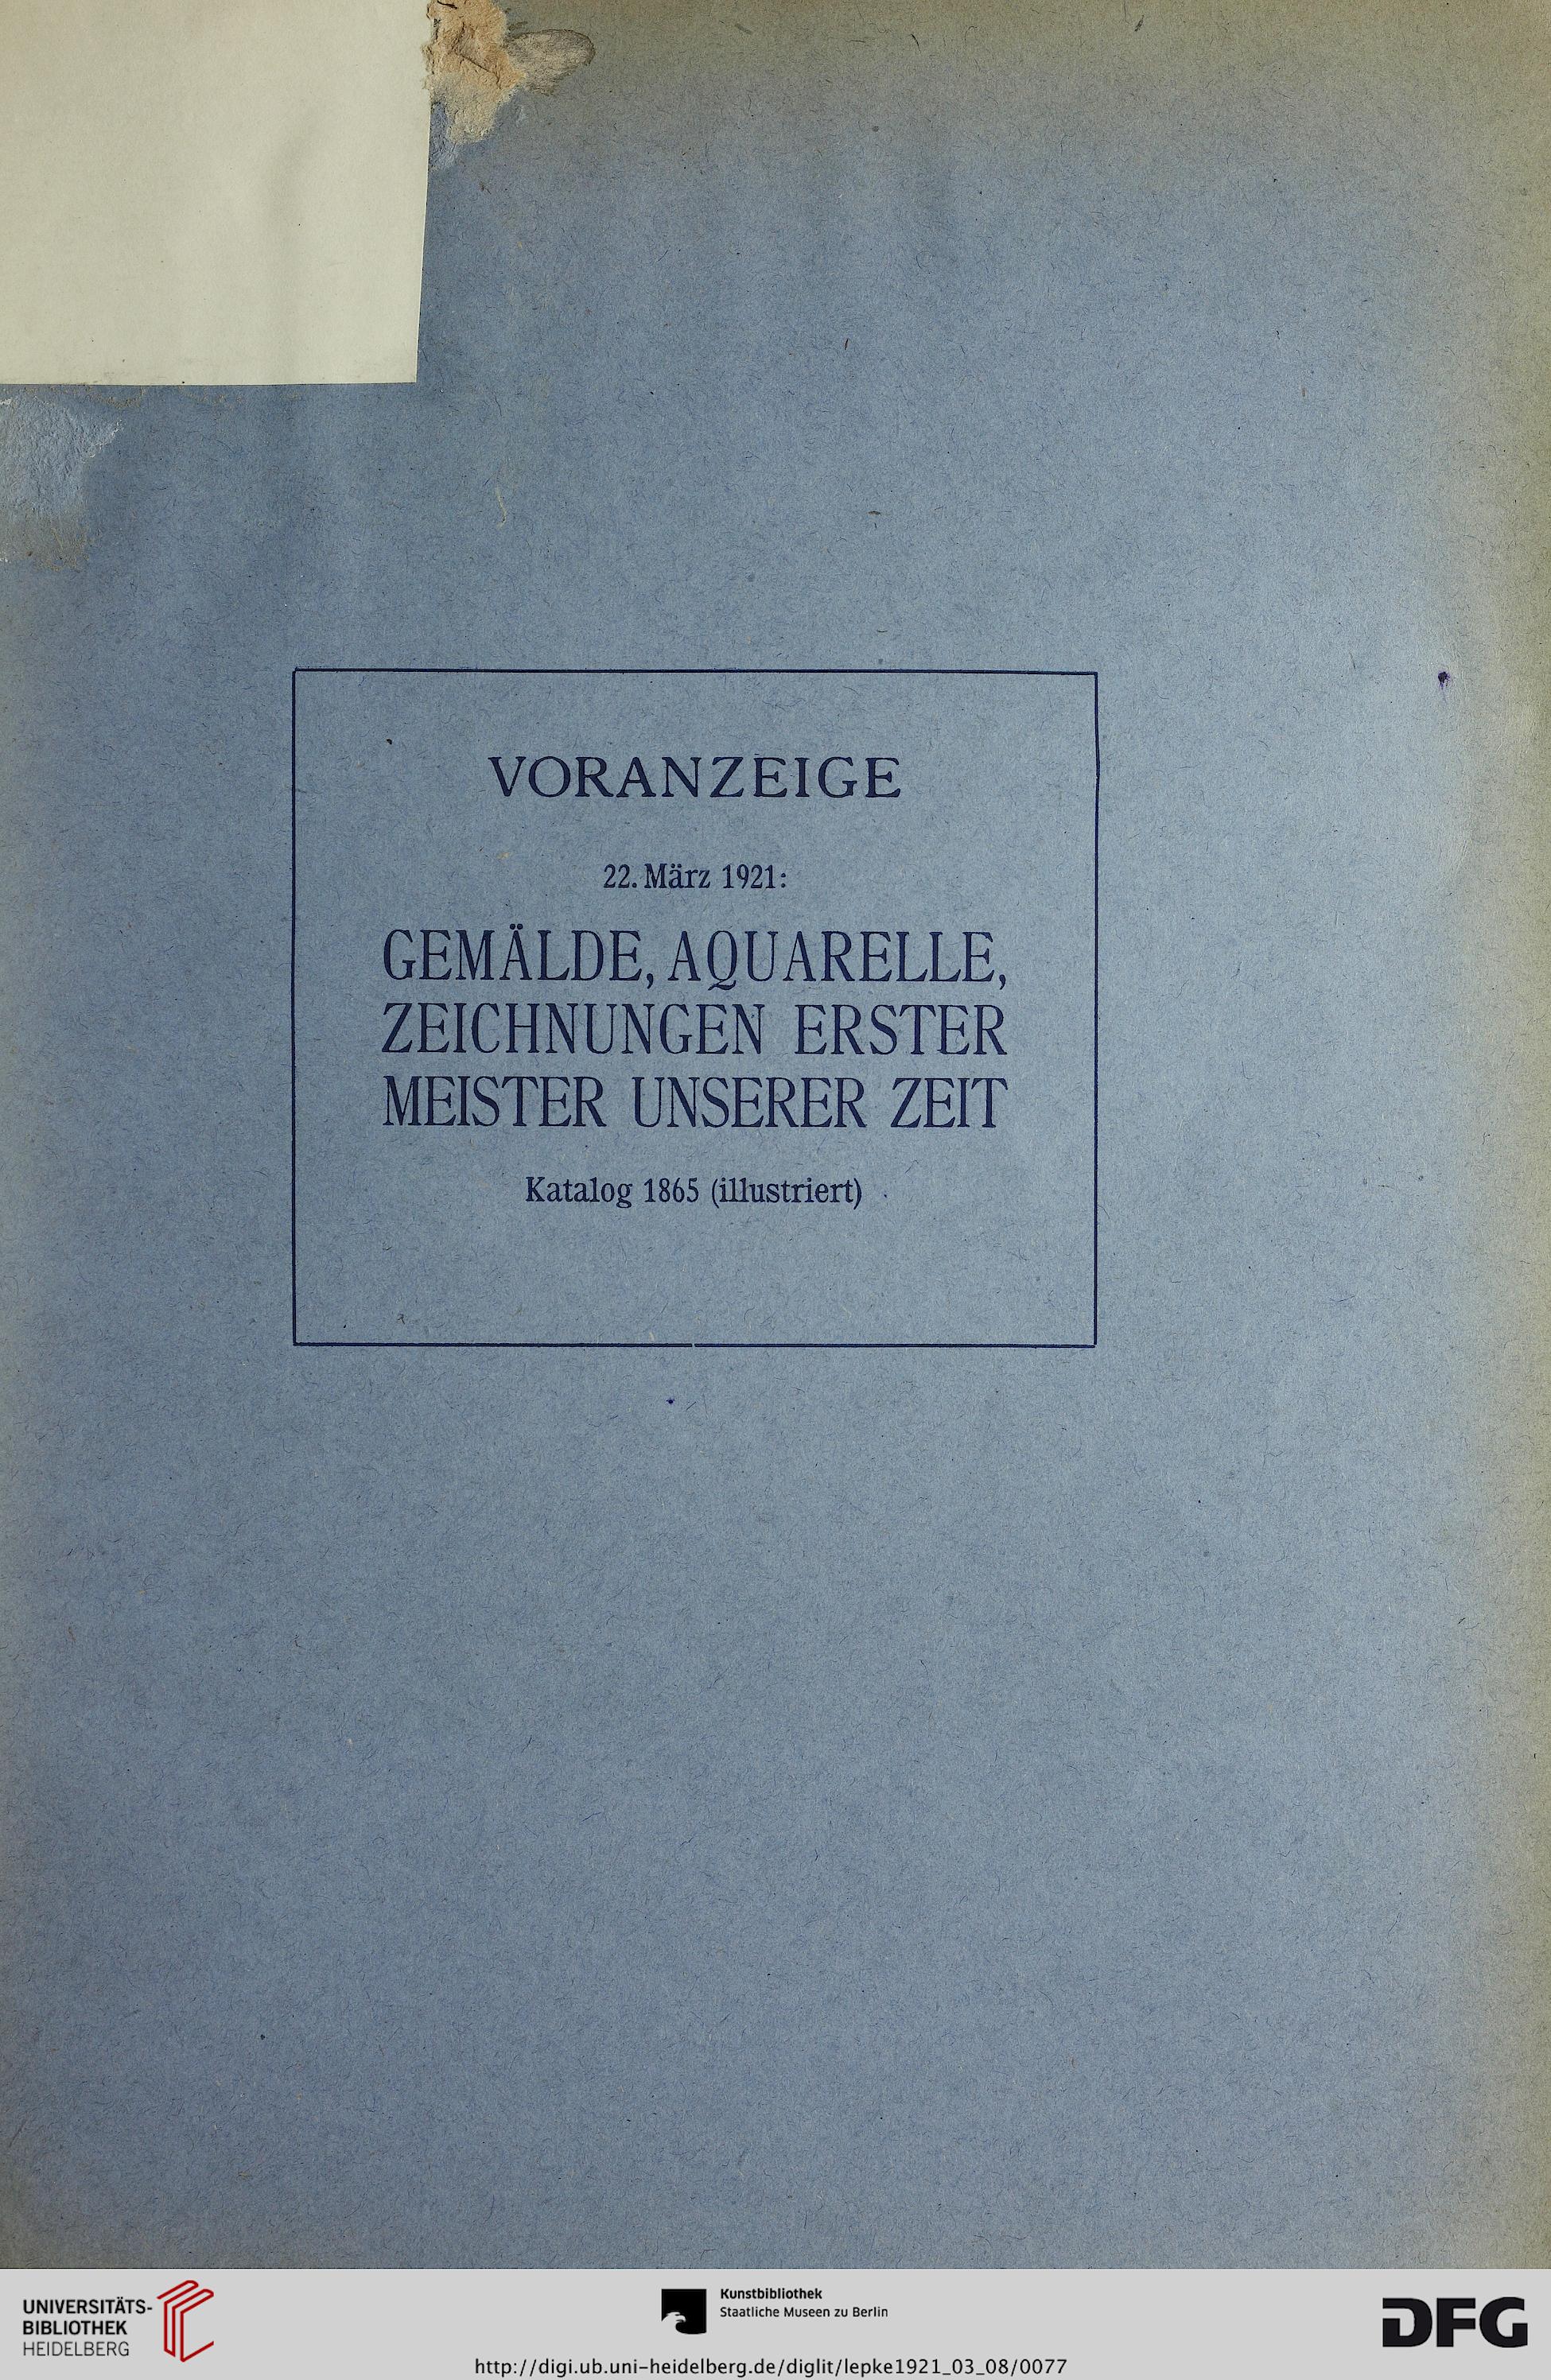 VORANZEIGE
22. März 1921:
GEMÄLDE, AQUARELLE,
ZEICHNUNGEN ERSTER
MEISTER UNSERER ZEIT
Katalog 1865 (illustriert)
UNIVERSITÄTS-
BIBLIOTHEK
HEIDELBERG
Kunstbibliothek
Staatliche Museen zu Berlin
DFG
http://digi.ub.uni-heidelberg.de/diglit/lepke1921_03_08/0077